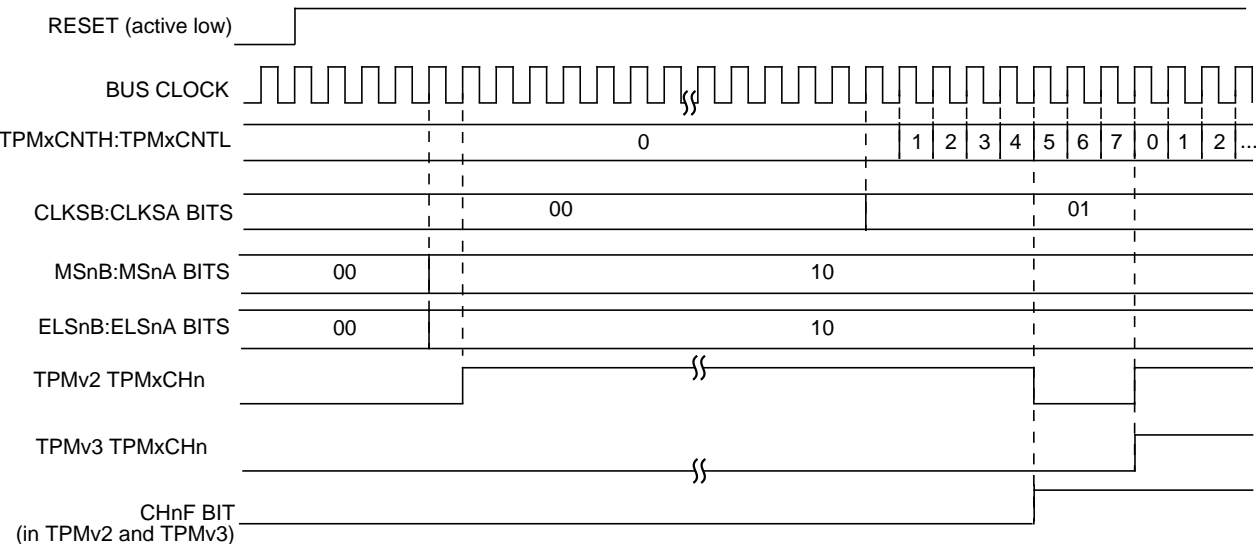 RESET (active low)
BUS CLOCK
TPMxCNTH:TPMxCNTL 0 1 2 3 4 5 6 7 0 1 2 ...
CLKSB:CLKSA BITS 00 01
MSnB:MSnA BITS 00 10
ELSnB:ELSnA BITS 00 10
TPMv2 TPMxCHn
TPMv3 TPMxCHn
CHnF BIT
(in TPMv2 and TPMv3)